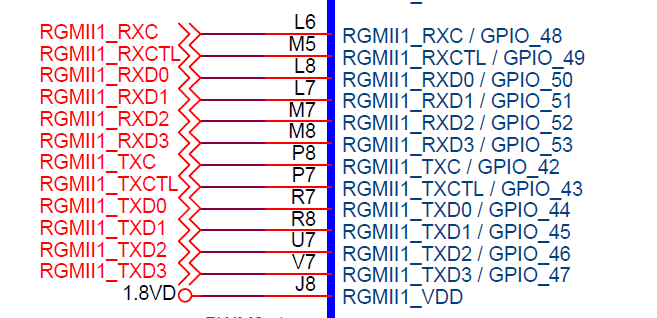 RGMII1_RXC L6 RGMII1_RXC / GPIO_48
RGMII1_RXCTL M5 RGMII1_RXCTL / GPIO_49
RGMII1_RXD0 L8 RGMII1_RXD0 / GPIO_50
RGMII1_RXD1 L7 RGMII1_RXD1 / GPIO_51
RGMII1_RXD2 M7 RGMII1_RXD2 / GPIO_52
RGMII1_RXD3 M8 RGMII1_RXD3 / GPIO_53
RGMII1_TXC P8 RGMII1_TXC / GPIO_42
RGMII1_TXCTL P7 RGMII1_TXCTL / GPIO_43
RGMII1_TXD0 R7 RGMII1_TXD0 / GPIO_44
RGMII1_TXD1 R8 RGMII1_TXD1 / GPIO_45
RGMII1_TXD2 U7 RGMII1_TXD2 / GPIO_46
RGMII1_TXD3 V7 RGMII1_TXD3 / GPIO_47
1.8VD J8 RGMII1_VDD